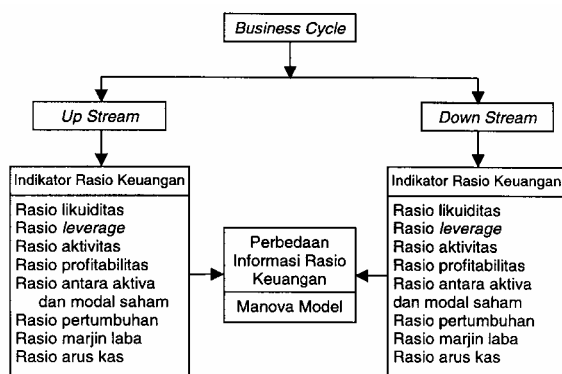 Business Cycle
Up Stream
Down Stream
Indikator Rasio Keuangan
Rasio likuiditas
Rasio leverage
Rasio aktivitas
Rasio profitabilitas
Rasio antara aktiva
dan modal saham
Rasio pertumbuhan
Rasio marjin laba
Rasio arus kas
Perbedaan
Informasi Rasio
Keuangan
Manova Model
Indikator Rasio Keuangan
Rasio likuiditas
Rasio leverage
Rasio aktivitas
Rasio profitabilitas
Rasio antara aktiva
dan modal saham
Rasio pertumbuhan
Rasio marjin laba
Rasio arus kas